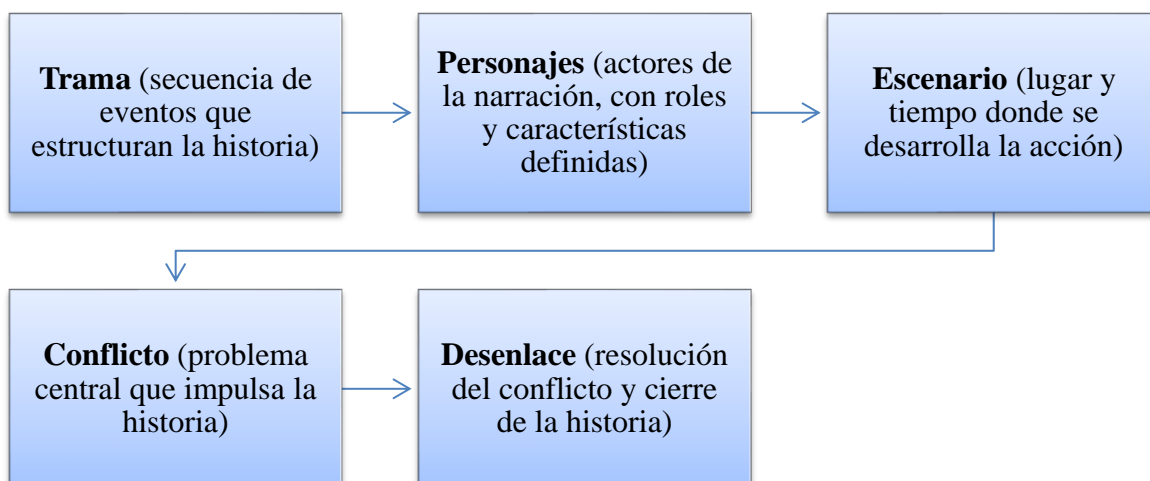 Trama (secuencia de
eventos que
estructuran la historia)
Personajes (actores de
la narración, con roles
y características
definidas)
Escenario (lugar y
tiempo donde se
desarrolla la acción)
Conflicto (problema
central que impulsa la
historia)
Desenlace (resolución
del conflicto y cierre
de la historia)